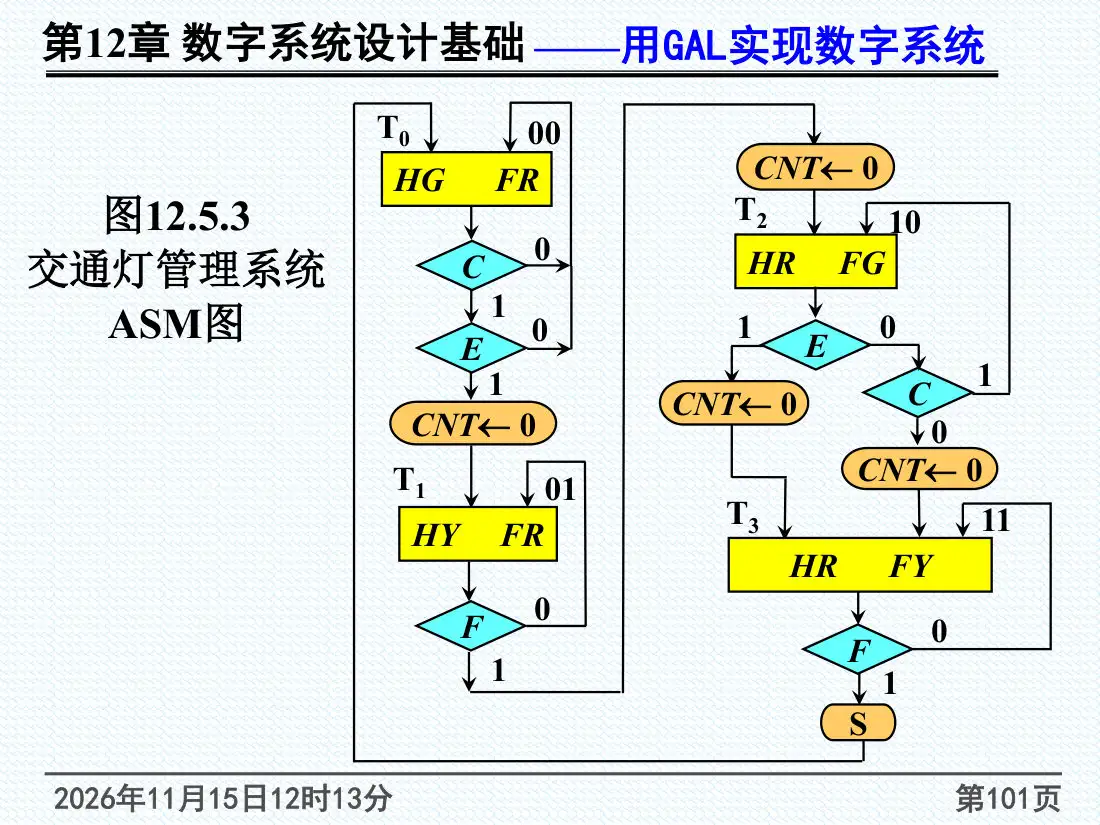 第12章 数字系统设计基础 ——用GAL实现数字系统
图12.5.3
交通灯管理系统
ASM图
T0
00
HG FR
C
0
1
E
0
1
CNT← 0
T1
01
HY FR
F
0
1
CNT← 0
T2
10
HR FG
1
E
0
CNT← 0
C
1
0
CNT← 0
T3
11
HR FY
F
0
1
S
2026年11月15日12时13分
第101页